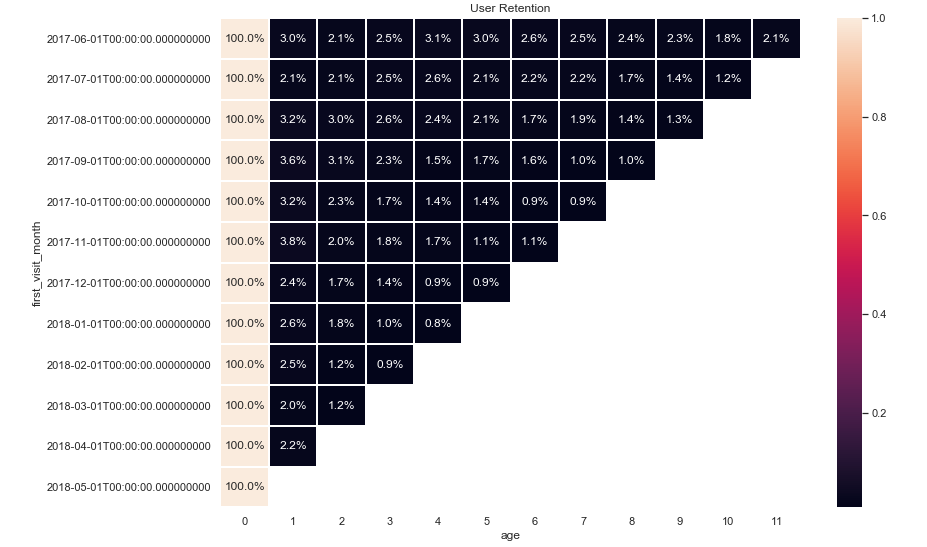 User Retention
first_visit_month
2017-06-01T00:00:00.000000000 100.0% 3.0% 2.1% 2.5% 3.1% 3.0% 2.6% 2.5% 2.4% 2.3% 1.8% 2.1%
2017-07-01T00:00:00.000000000 100.0% 2.1% 2.1% 2.5% 2.6% 2.1% 2.2% 2.2% 1.7% 1.4% 1.2%
2017-08-01T00:00:00.000000000 100.0% 3.2% 3.0% 2.6% 2.4% 2.1% 1.7% 1.9% 1.4% 1.3%
2017-09-01T00:00:00.000000000 100.0% 3.6% 3.1% 2.3% 1.5% 1.7% 1.6% 1.0% 1.0%
2017-10-01T00:00:00.000000000 100.0% 3.2% 2.3% 1.7% 1.4% 1.4% 0.9% 0.9%
2017-11-01T00:00:00.000000000 100.0% 3.8% 2.0% 1.8% 1.7% 1.1% 1.1%
2017-12-01T00:00:00.000000000 100.0% 2.4% 1.7% 1.4% 0.9% 0.9%
2018-01-01T00:00:00.000000000 100.0% 2.6% 1.8% 1.0% 0.8%
2018-02-01T00:00:00.000000000 100.0% 2.5% 1.2% 0.9%
2018-03-01T00:00:00.000000000 100.0% 2.0% 1.2%
2018-04-01T00:00:00.000000000 100.0% 2.2%
2018-05-01T00:00:00.000000000 100.0%
0 1 2 3 4 5 6 7 8 9 10 11
age
1.0
0.8
0.6
0.4
0.2